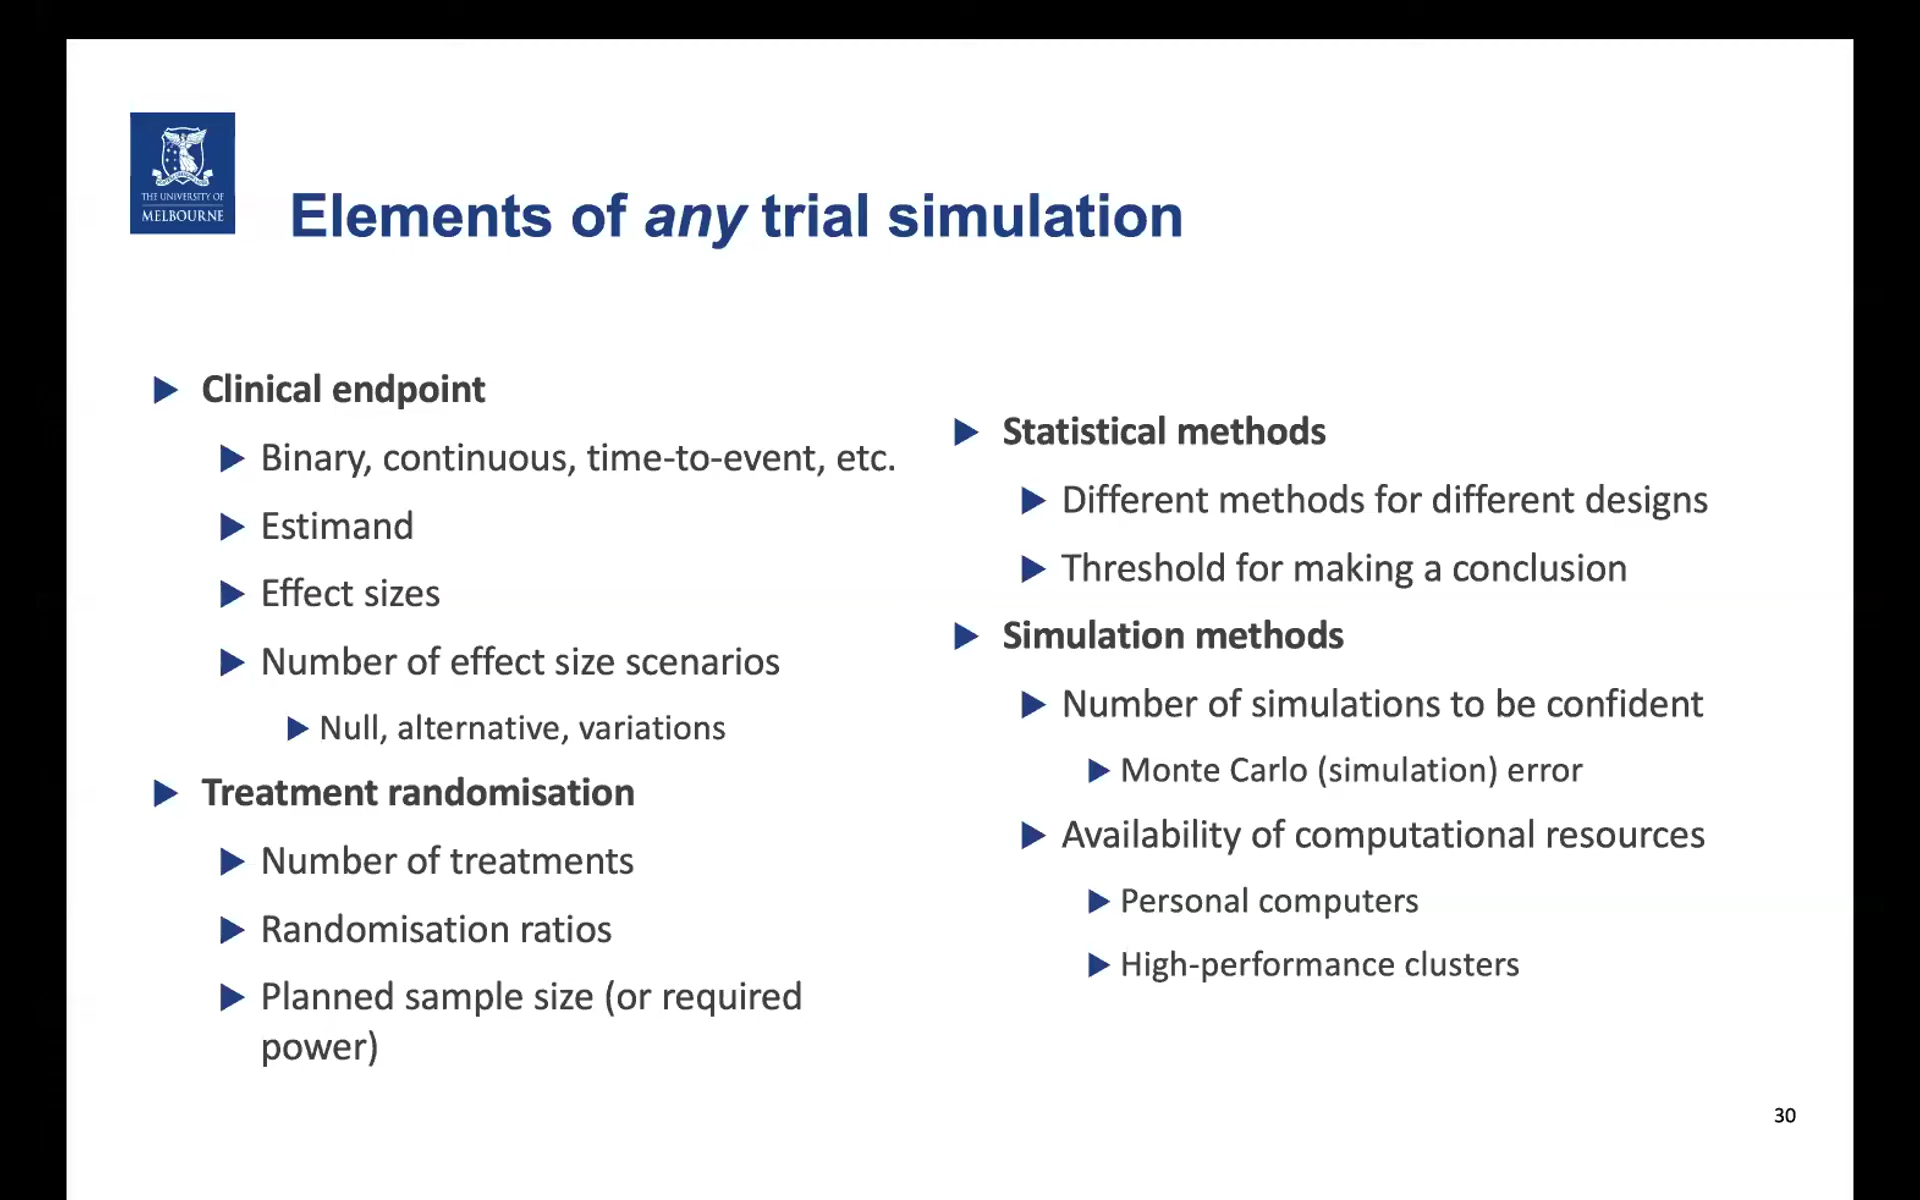 THE UNIVERSITY OF
MELBOURNE
Elements of any trial simulation
Clinical endpoint
Binary, continuous, time-to-event, etc.
Estimand
Effect sizes
Number of effect size scenarios
Null, alternative, variations
Treatment randomisation
Number of treatments
Randomisation ratios
Planned sample size (or required
power)
Statistical methods
Different methods for different designs
Threshold for making a conclusion
Simulation methods
Number of simulations to be confident
Monte Carlo (simulation) error
Availability of computational resources
Personal computers
High-performance clusters
30